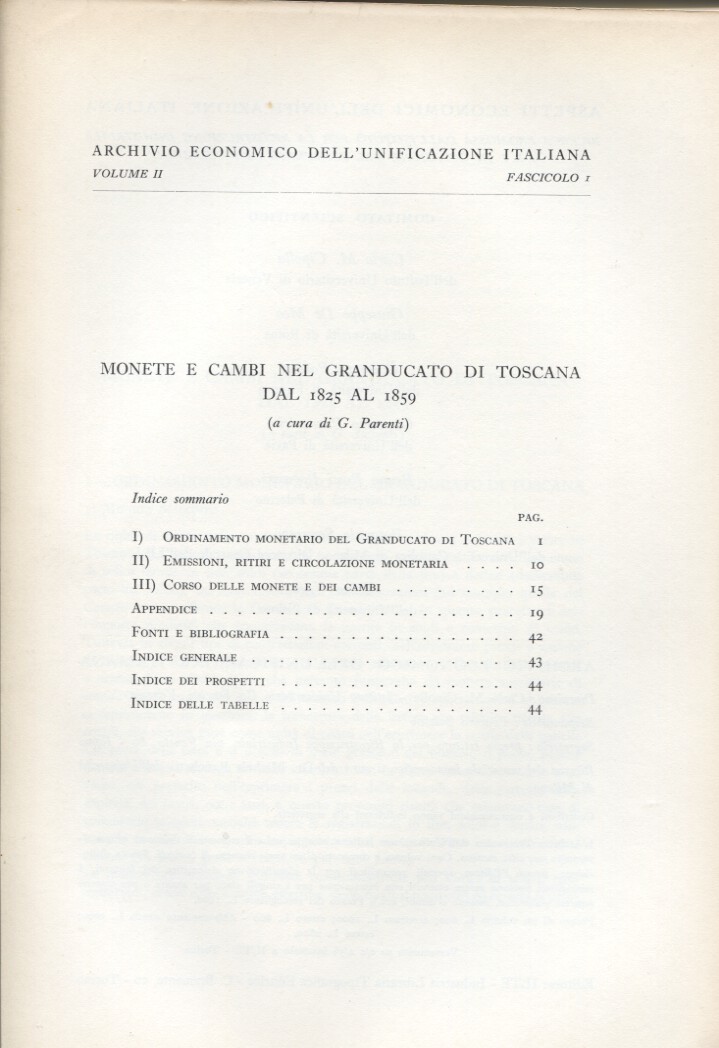 ARCHIVIO ECONOMICO DELL'UNIFICAZIONE ITALIANA
VOLUME II FASCICOLO 1
MONETE E CAMBI NEL GRANDUCATO DI TOSCANA
DAL 1825 AL 1859
(a cura di G. Parenti)
Indice sommario
PAG.
I) ORDINAMENTO MONETARIO DEL GRANDUCATO DI TOSCANA 1
II) EMISSIONI, RITIRI E CIRCOLAZIONE MONETARIA . . . . 10
III) CORSO DELLE MONETE E DEI CAMBI . . . . . . . . . 15
APPENDICE . . . . . . . . . . . . . . . . . . . . . . 19
FONTI E BIBLIOGRAFIA . . . . . . . . . . . . . . . . . 42
INDICE GENERALE . . . . . . . . . . . . . . . . . . . 43
INDICE DEI PROSPETTI . . . . . . . . . . . . . . . . . 44
INDICE DELLE TABELLE . . . . . . . . . . . . . . . . . 44